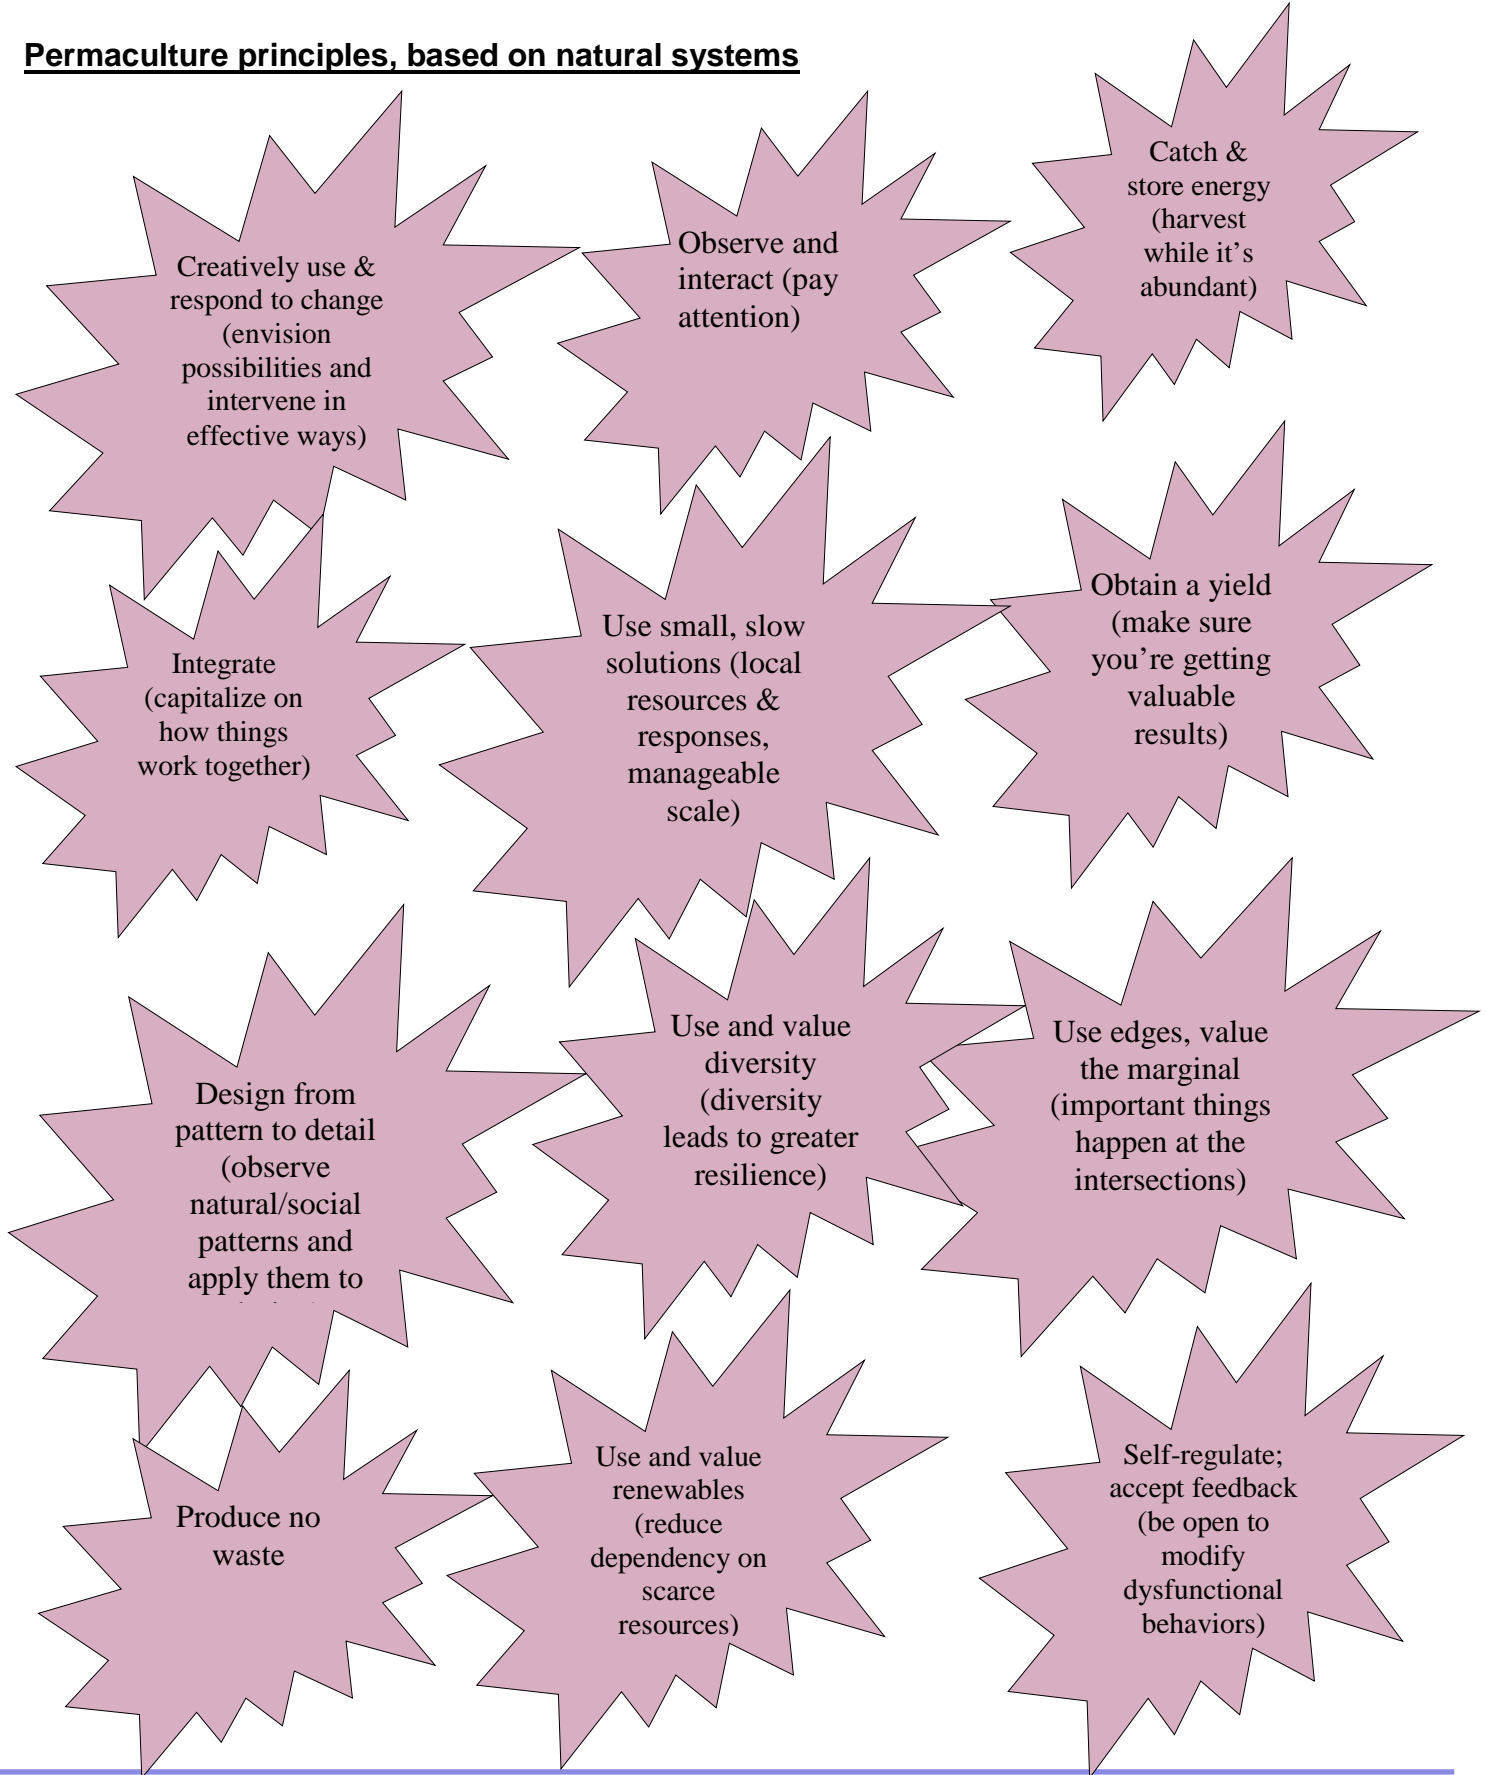 Permaculture principles, based on natural systems
Creatively use &
respond to change
(envision
possibilities and
intervene in
effective ways)
Observe and
interact (pay
attention)
Catch &
store energy
(harvest
while it’s
abundant)
Integrate
(capitalize on
how things
work together)
Use small, slow
solutions (local
resources &
responses,
manageable
scale)
Obtain a yield
(make sure
you’re getting
valuable
results)
Design from
pattern to detail
(observe
natural/social
patterns and
apply them to
Use and value
diversity
(diversity
leads to greater
resilience)
Use edges, value
the marginal
(important things
happen at the
intersections)
Produce no
waste
Use and value
renewables
(reduce
dependency on
scarce
resources)
Self-regulate;
accept feedback
(be open to
modify
dysfunctional
behaviors)